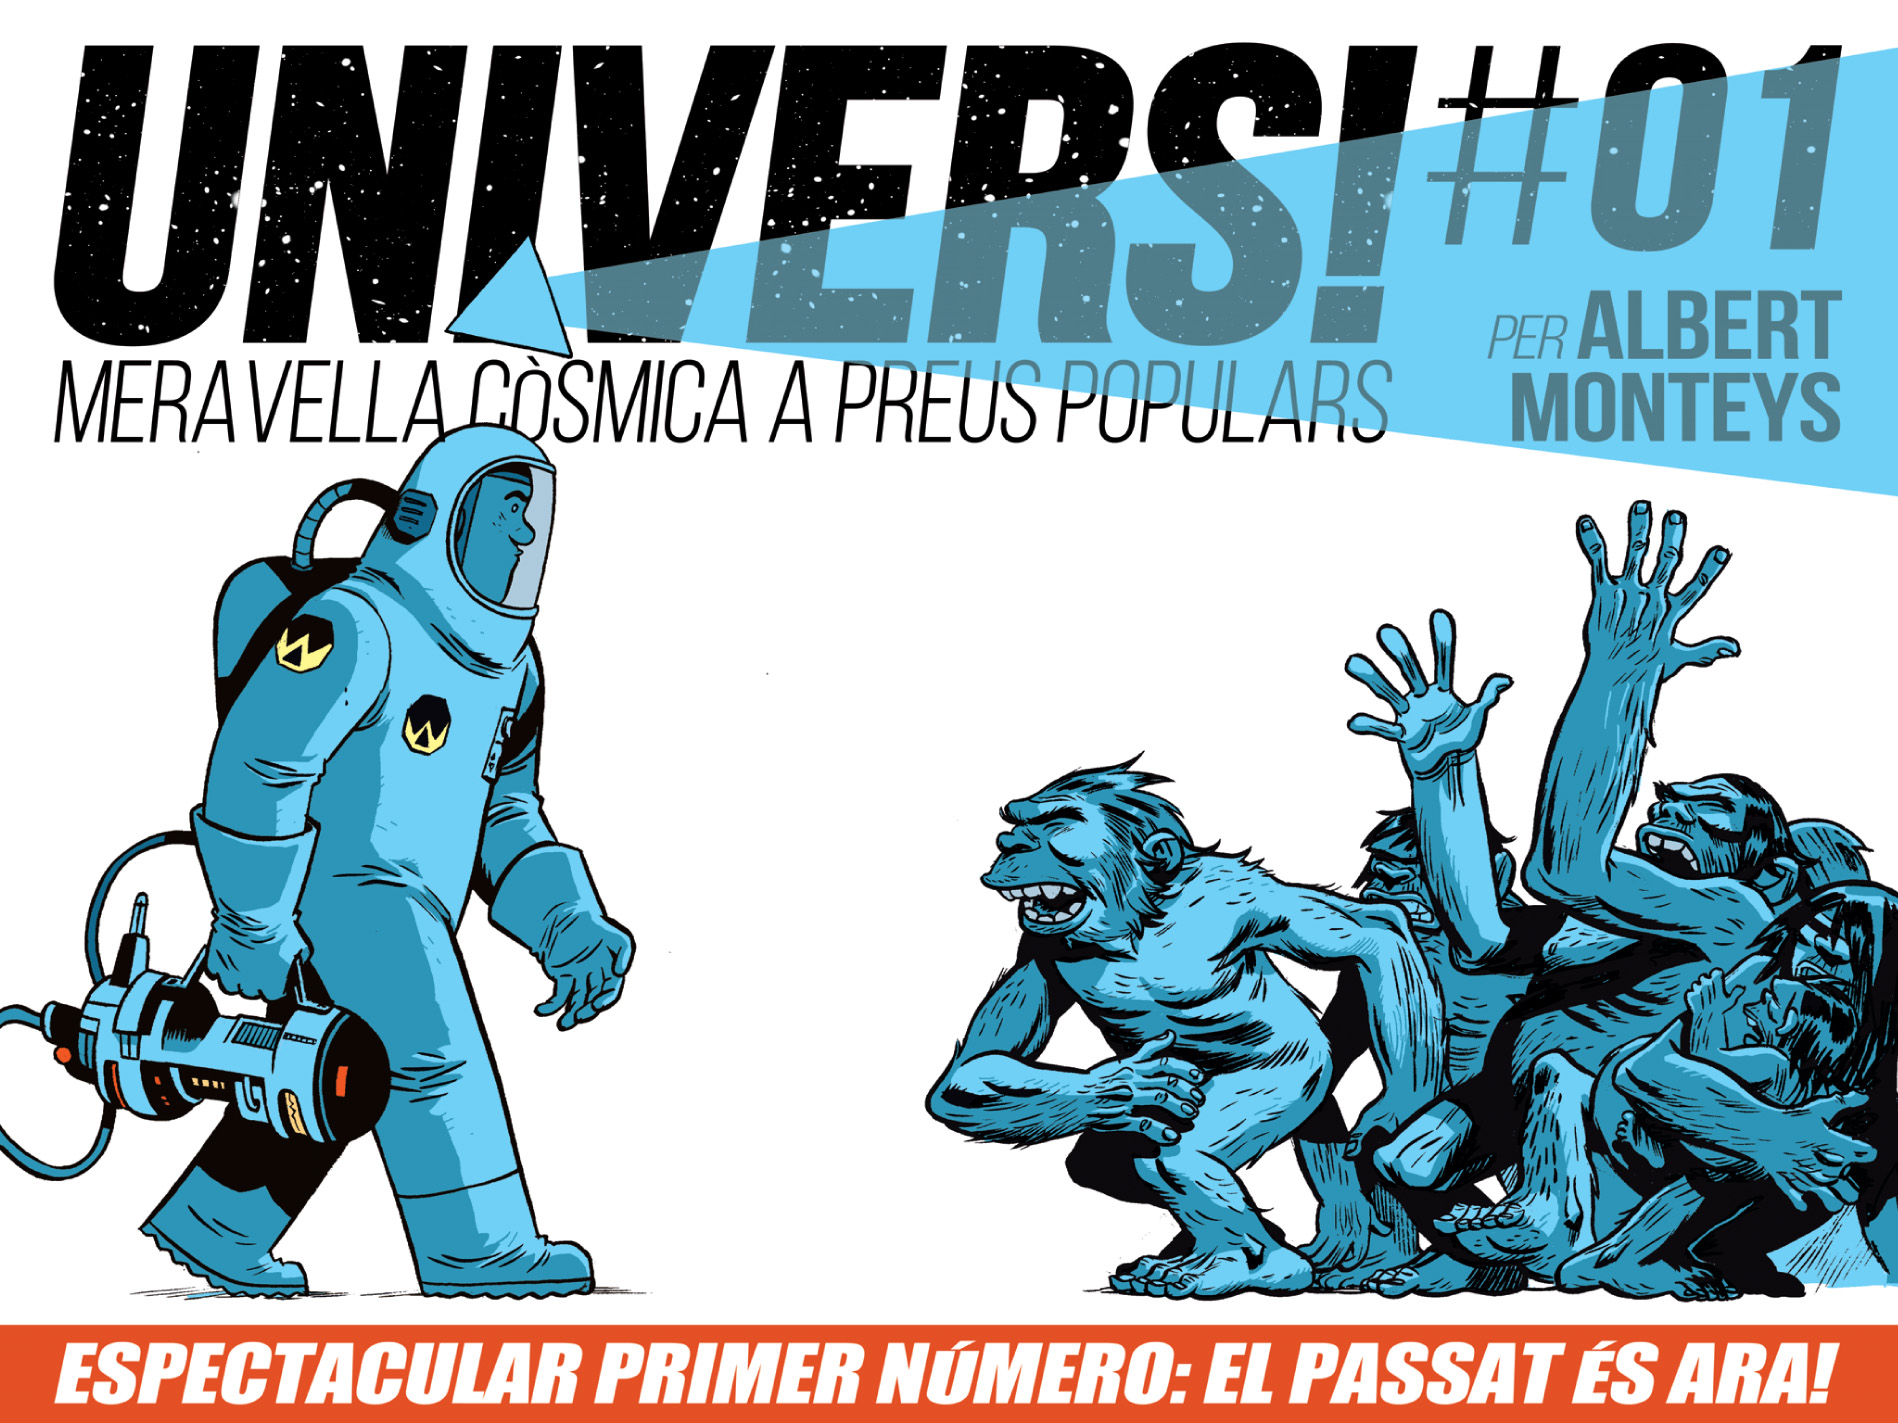 UNIVERS! #01
MERAVELLA CÒSMICA A PREUS POPULARS
PER ALBERT
MONTEYS
W
W
G
ESPECTACULAR PRIMER NÚMERO: EL PASSAT ÉS ARA!